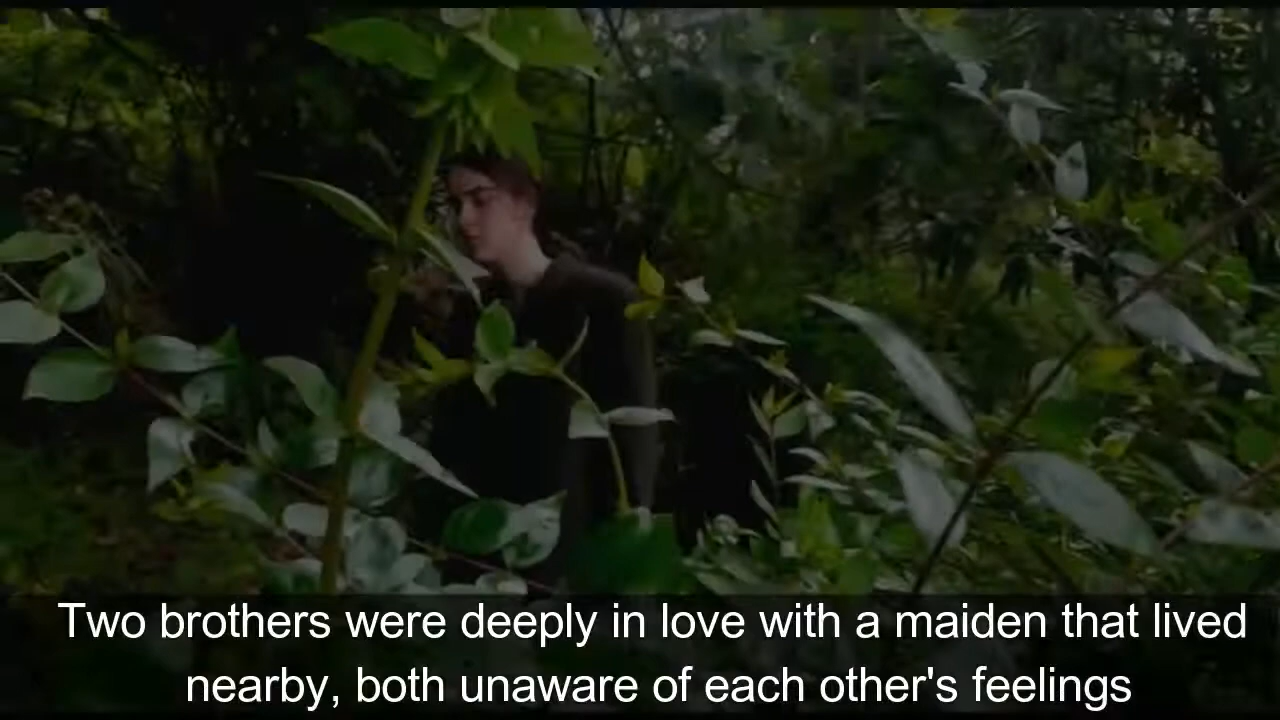 Two brothers were deeply in love with a maiden that lived
nearby, both unaware of each other's feelings